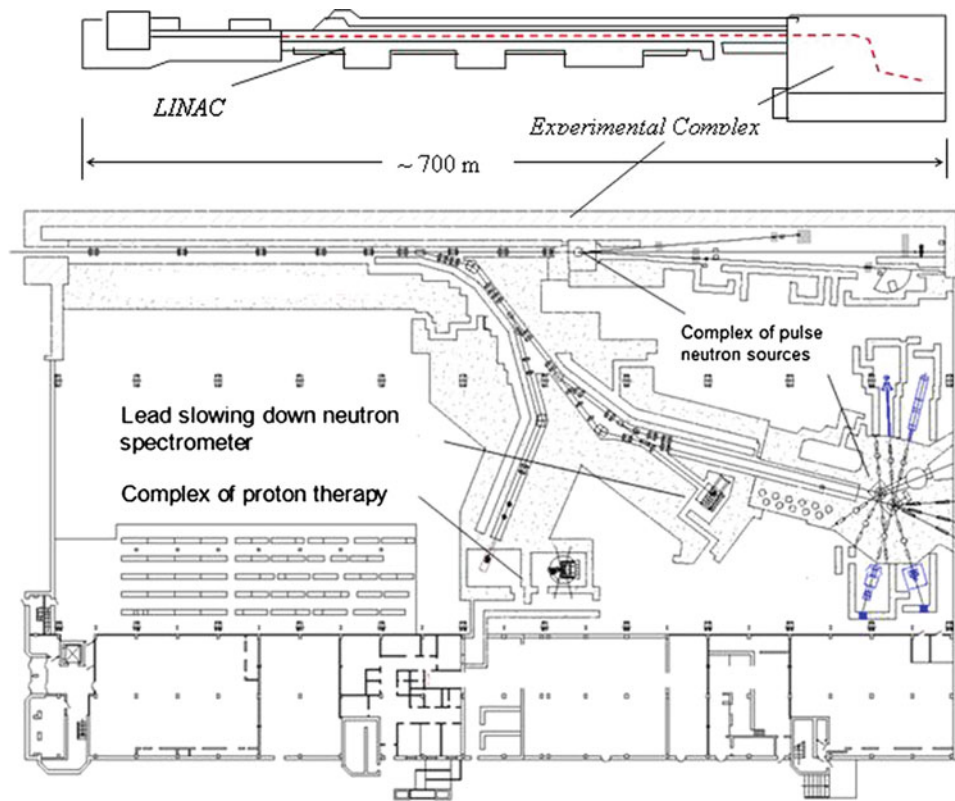 LINAC
Experimental Complex
~ 700 m
Complex of pulse
neutron sources
Lead slowing down neutron
spectrometer
Complex of proton therapy